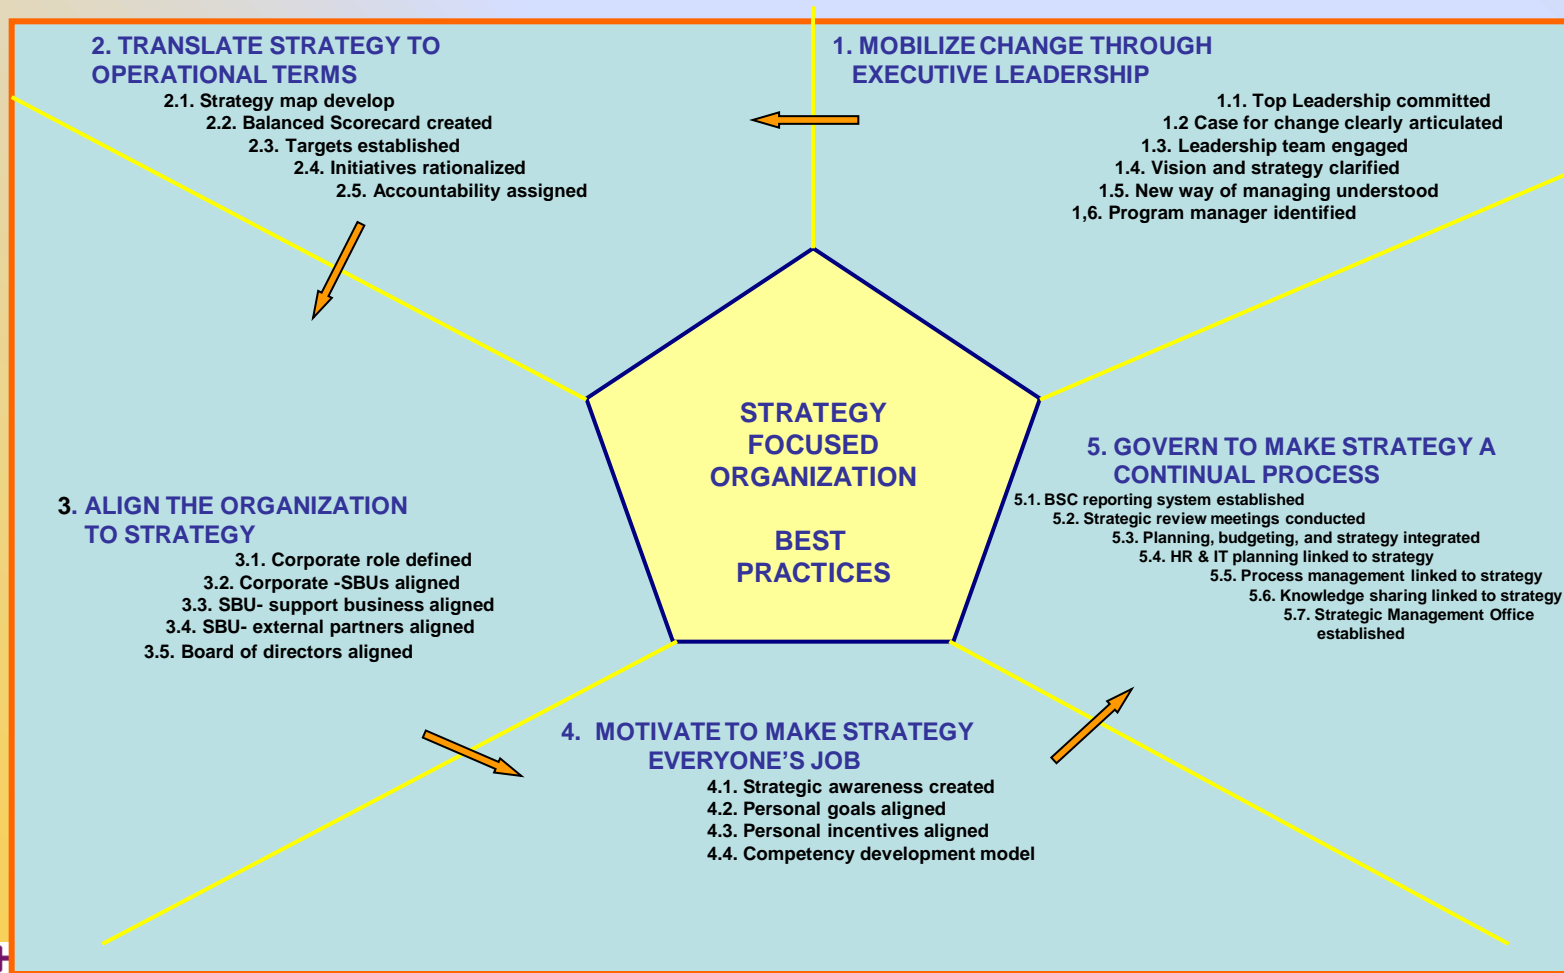 2. TRANSLATE STRATEGY TO
OPERATIONAL TERMS
2.1. Strategy map develop
2.2. Balanced Scorecard created
2.3. Targets established
2.4. Initiatives rationalized
2.5. Accountability assigned
1. MOBILIZE CHANGE THROUGH
EXECUTIVE LEADERSHIP
1.1. Top Leadership committed
1.2 Case for change clearly articulated
1.3. Leadership team engaged
1.4. Vision and strategy clarified
1.5. New way of managing understood
1,6. Program manager identified
STRATEGY
FOCUSED
ORGANIZATION
BEST
PRACTICES
3. ALIGN THE ORGANIZATION
TO STRATEGY
3.1. Corporate role defined
3.2. Corporate -SBUs aligned
3.3. SBU- support business aligned
3.4. SBU- external partners aligned
3.5. Board of directors aligned
5. GOVERN TO MAKE STRATEGY A
CONTINUAL PROCESS
5.1. BSC reporting system established
5.2. Strategic review meetings conducted
5.3. Planning, budgeting, and strategy integrated
5.4. HR & IT planning linked to strategy
5.5. Process management linked to strategy
5.6. Knowledge sharing linked to strategy
5.7. Strategic Management Office
established
4. MOTIVATE TO MAKE STRATEGY
EVERYONE'S JOB
4.1. Strategic awareness created
4.2. Personal goals aligned
4.3. Personal incentives aligned
4.4. Competency development model